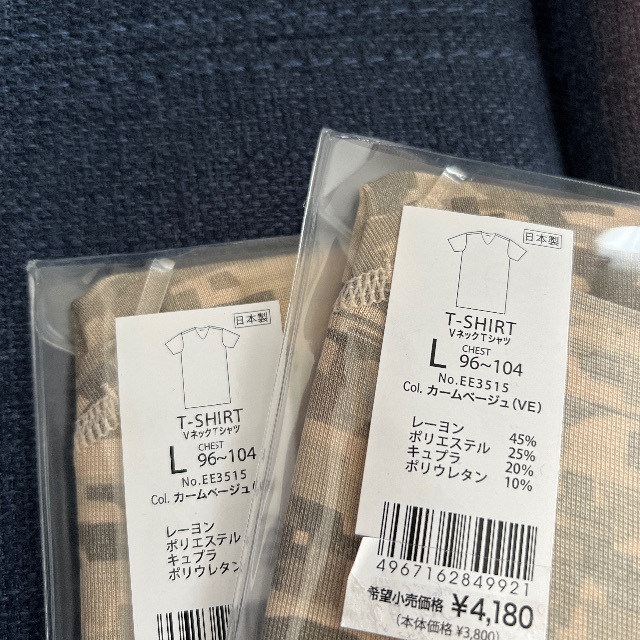 日本製
T-SHIRT
VネックTシャツ
CHEST
L 96~104
No.EE3515
Col. カームベージュ(VE)
レーヨン 45%
ポリエステル 25%
キュプラ 20%
ポリウレタン 10%
4967162849921
希望小売価格 ¥4,180
(本体価格 ¥3,800)
日本製
T-SHIRT
VネックTシャツ
CHEST
L 96~104
No.EE3515
Col. カームベージュ(
レーヨン
ポリエステル
キュプラ
ポリウレタン